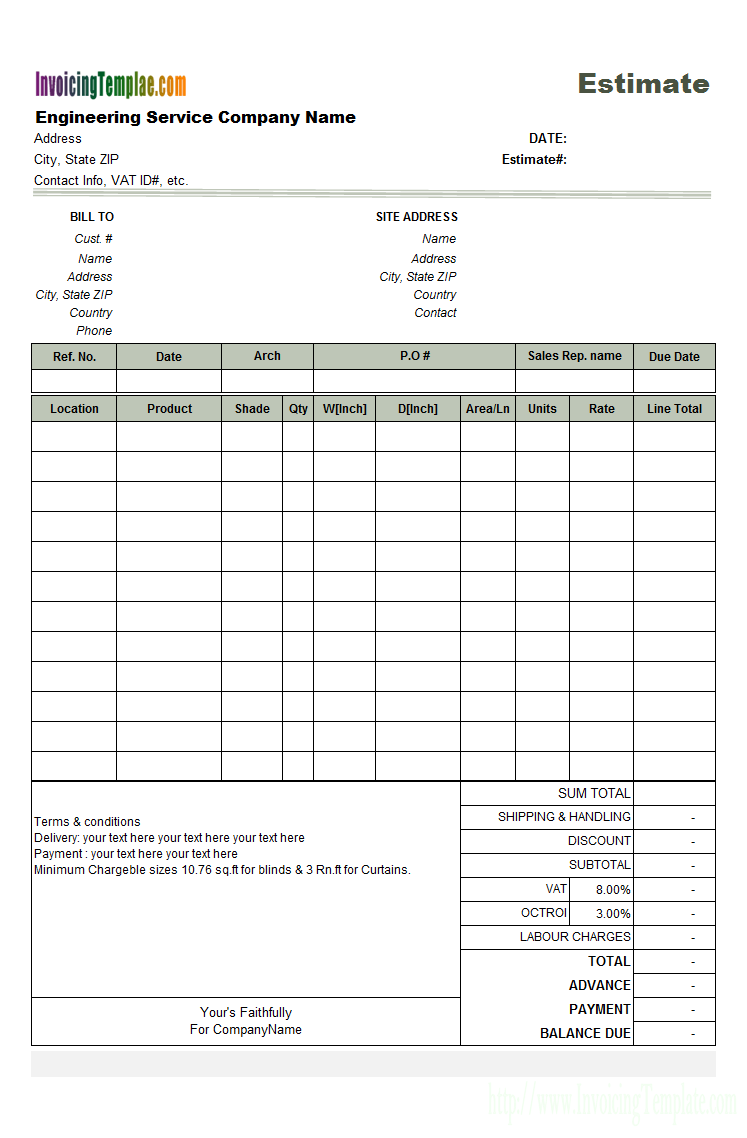 InvoicingTemplae.com
Estimate
Engineering Service Company Name
Address
DATE:
City, State ZIP
Estimate#:
Contact Info, VAT ID#, etc.
BILL TO SITE ADDRESS
Cust. # Name
Name Address
Address City, State ZIP
City, State ZIP Country
Country Contact
Phone
Ref. No. Date Arch P.O # Sales Rep. name Due Date
Location Product Shade Qty W[Inch] D[Inch] Area/Ln Units Rate Line Total
SUM TOTAL
SHIPPING & HANDLING -
DISCOUNT -
SUBTOTAL -
VAT 8.00% -
OCTROI 3.00% -
LABOUR CHARGES -
TOTAL -
ADVANCE -
PAYMENT -
BALANCE DUE -
Terms & conditions
Delivery: your text here your text here your text here
Payment : your text here your text here
Minimum Chargeble sizes 10.76 sq.ft for blinds & 3 Rn.ft for Curtains.
Your's Faithfully
For CompanyName
http://www.InvoicingTemplate.com